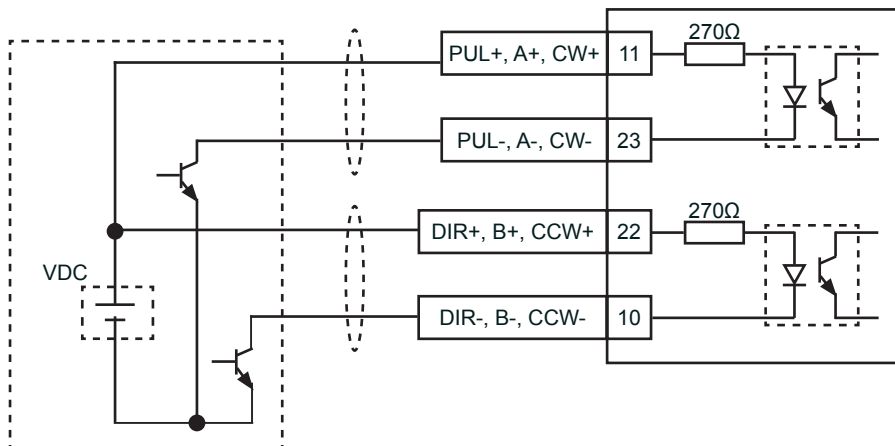 270Ω
PUL+, A+, CW+ 11
PUL-, A-, CW- 23
270Ω
DIR+, B+, CCW+ 22
VDC
DIR-, B-, CCW- 10